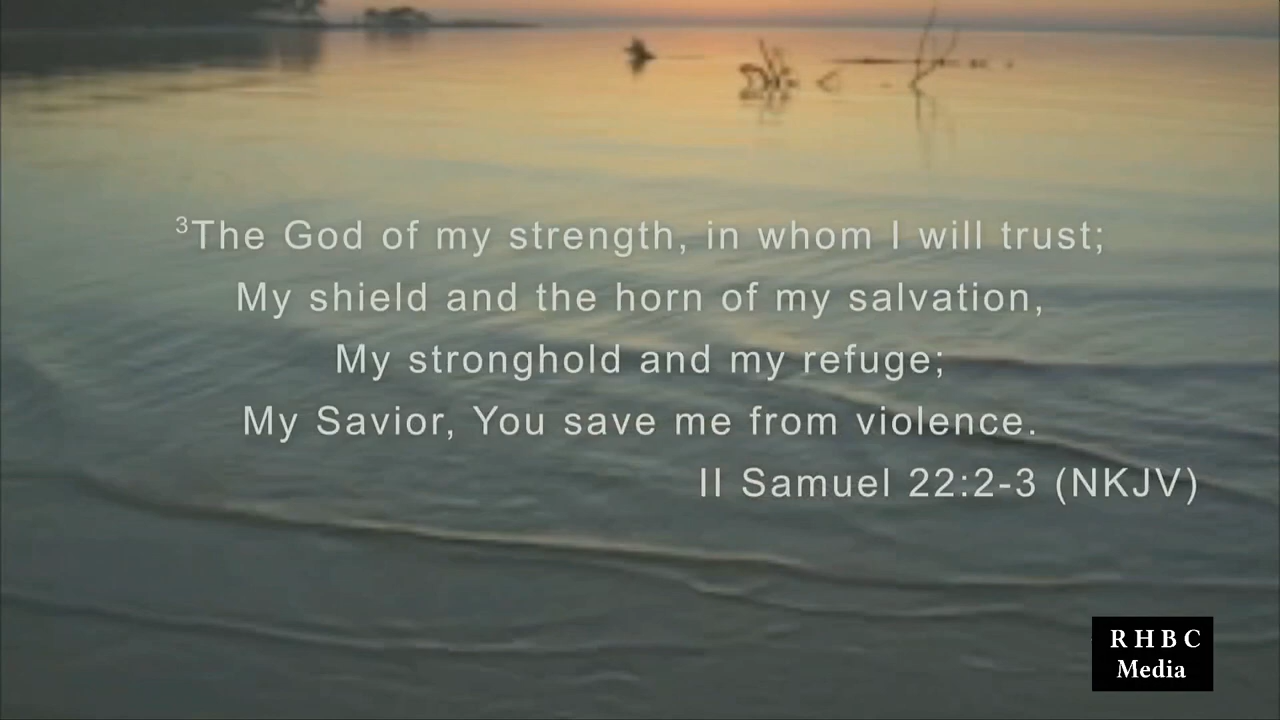 ³The God of my strength, in whom I will trust;
My shield and the horn of my salvation,
My stronghold and my refuge;
My Savior, You save me from violence.
II Samuel 22:2-3 (NKJV)
RHBC
Media